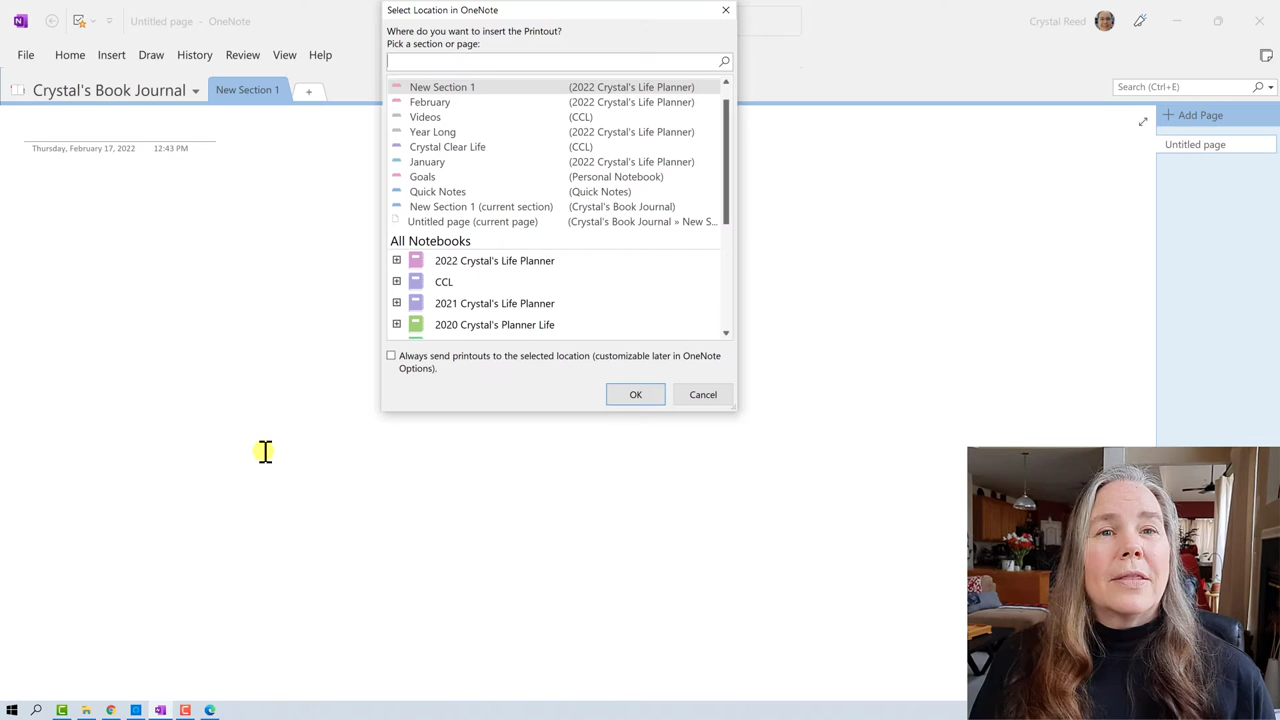 Select Location in OneNote
Untitled page - OneNote
Crystal Reed
File Home Insert Draw History Review View Help
Where do you want to insert the Printout?
Pick a section or page:
Crystal's Book Journal
New Section 1
Search (Ctrl+E)
Add Page
Untitled page
Thursday, February 17, 2022 12:43 PM
New Section 1 (2022 Crystal's Life Planner)
February (2022 Crystal's Life Planner)
Videos (CCL)
Year Long (2022 Crystal's Life Planner)
Crystal Clear Life (CCL)
January (2022 Crystal's Life Planner)
Goals (Personal Notebook)
Quick Notes (Quick Notes)
New Section 1 (current section) (Crystal's Book Journal)
Untitled page (current page) (Crystal's Book Journal » New S...
All Notebooks
2022 Crystal's Life Planner
CCL
2021 Crystal's Life Planner
2020 Crystal's Planner Life
Always send printouts to the selected location (customizable later in OneNote
Options).
OK Cancel